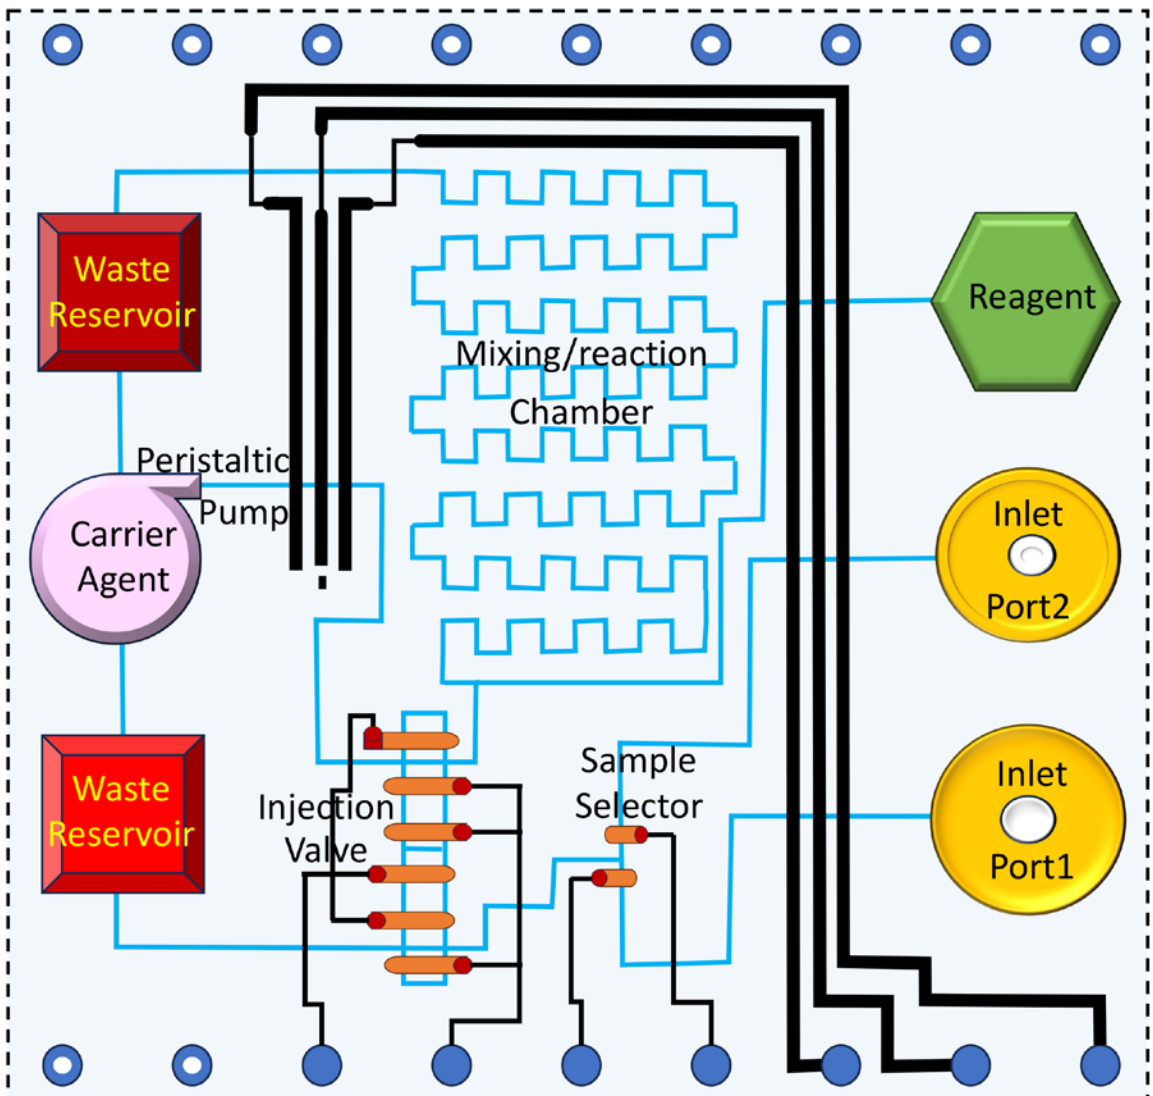 Waste
Reservoir
Reagent
Mixing/reaction
Chamber
Peristaltic
Pump
Carrier
Agent
Inlet
Port2
Waste
Reservoir
Injection
Valve
Sample
Selector
Inlet
Port1